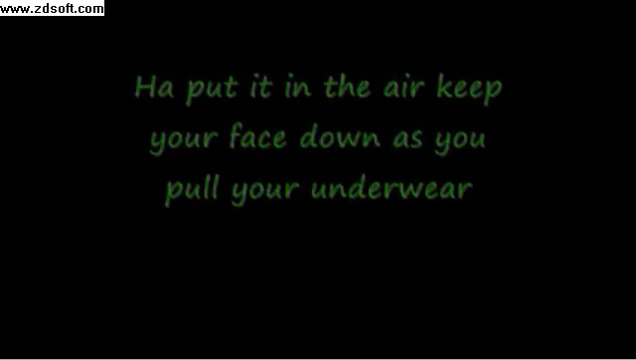 www.zdsoft.com
Ha put it in the air keep
your face down as you
pull your underwear